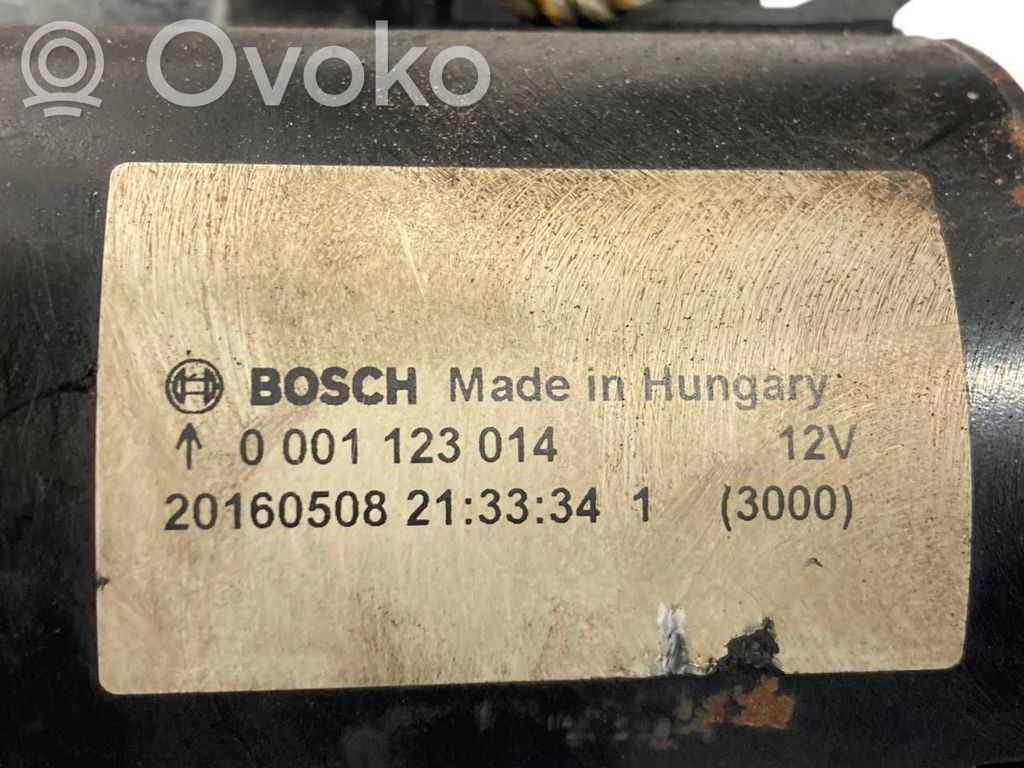 Ovoko
BOSCH Made in Hungary
↑ 0 001 123 014 12V
20160508 21:33:34 1 (3000)